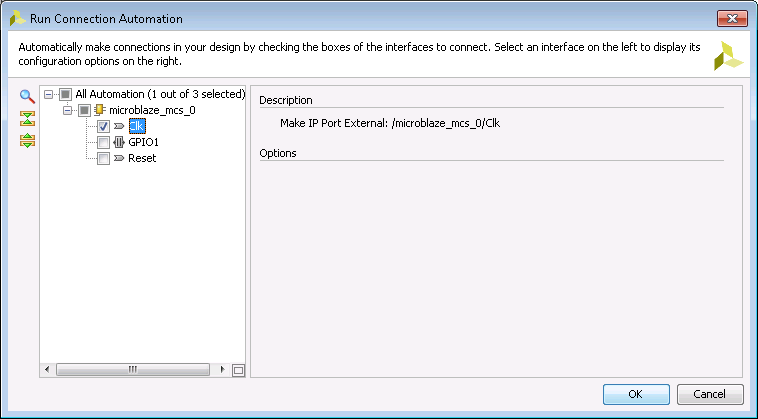 Run Connection Automation
Automatically make connections in your design by checking the boxes of the interfaces to connect. Select an interface on the left to display its
configuration options on the right.
All Automation (1 out of 3 selected)
microblaze_mcs_0
Clk
GPIO1
Reset
Description
Make IP Port External: /microblaze_mcs_0/Clk
Options
OK
Cancel